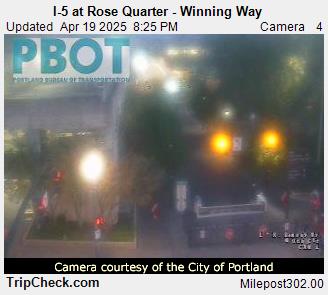 I-5 at Rose Quarter - Winning Way
Updated Apr 19 2025 8:25 PM Camera 4
PBOT
PORTLAND BUREAU OF TRANSPORTATION
Camera courtesy of the City of Portland
TripCheck.com Milepost302.00